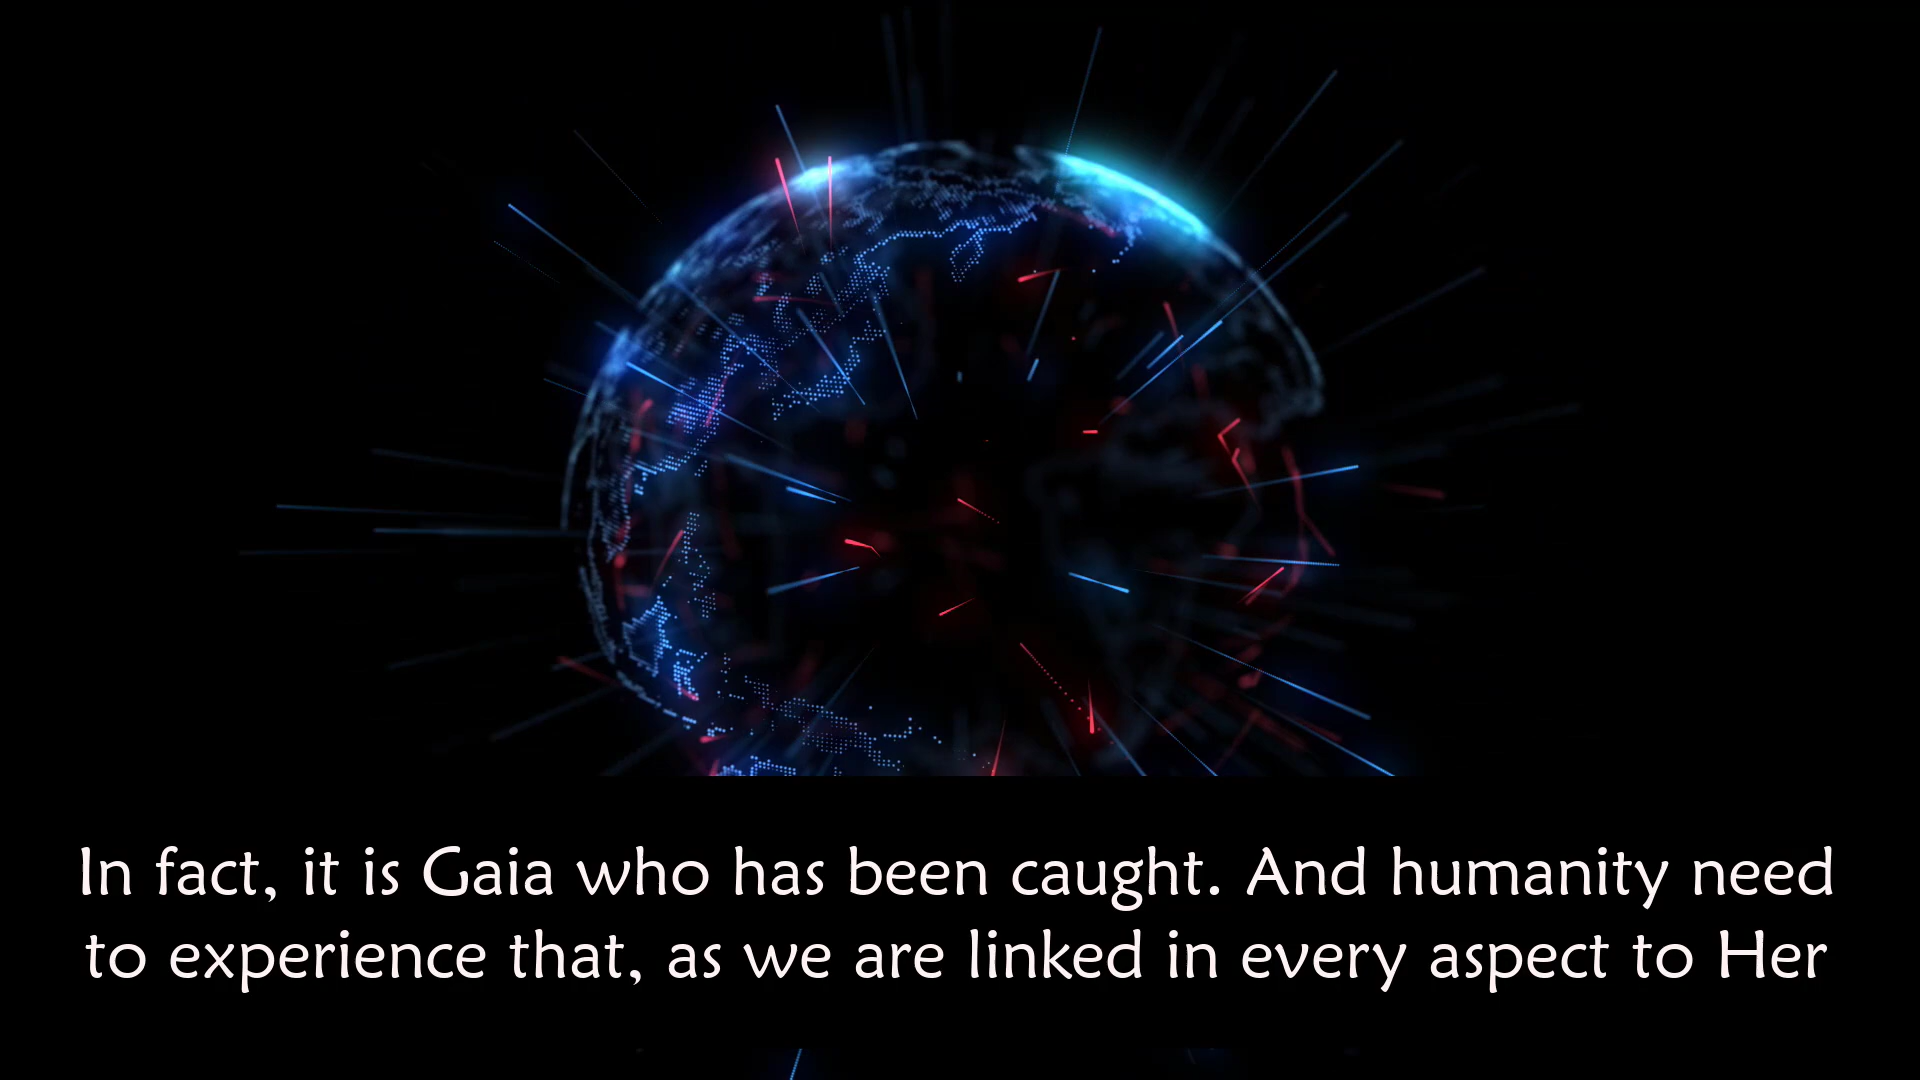 In fact, it is Gaia who has been caught. And humanity need
to experience that, as we are linked in every aspect to Her